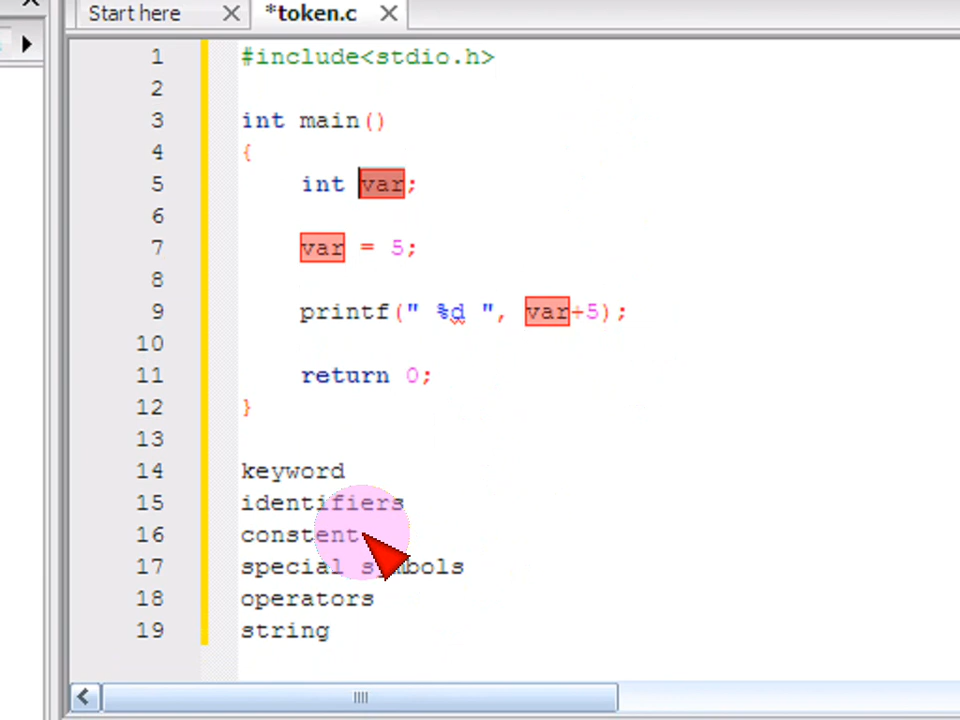 Start here
*token.c
1 #include<stdio.h>
2
3 int main()
4 {
5 int var;
6
7 var = 5;
8
9 printf(" %d ", var+5);
10
11 return 0;
12 }
13
14 keyword
15 identifiers
16 constent
17 special symbols
18 operators
19 string